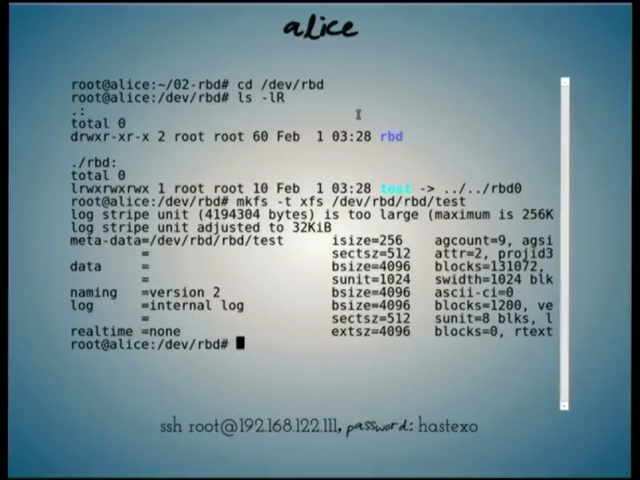 alice
root@alice:~/02-rbd# cd /dev/rbd
root@alice:/dev/rbd# ls -lR
.:
total 0
drwxr-xr-x 2 root root 60 Feb  1 03:28 rbd
./rbd:
total 0
lrwxrwxrwx 1 root root 10 Feb  1 03:28 test -> ../../rbd0
root@alice:/dev/rbd# mkfs -t xfs /dev/rbd/rbd/test
log stripe unit (4194304 bytes) is too large (maximum is 256K
log stripe unit adjusted to 32KiB
meta-data=/dev/rbd/rbd/test      isize=256    agcount=9, agsi
         =                       sectsz=512   attr=2, projid3
data     =                       bsize=4096   blocks=131072,
         =                       sunit=1024   swidth=1024 blk
naming   =version 2              bsize=4096   ascii-ci=0
log      =internal log           bsize=4096   blocks=1200, ve
         =                       sectsz=512   sunit=8 blks, l
realtime =none                   extsz=4096   blocks=0, rtext
root@alice:/dev/rbd#
ssh root@192.168.122.111, password: hastexo